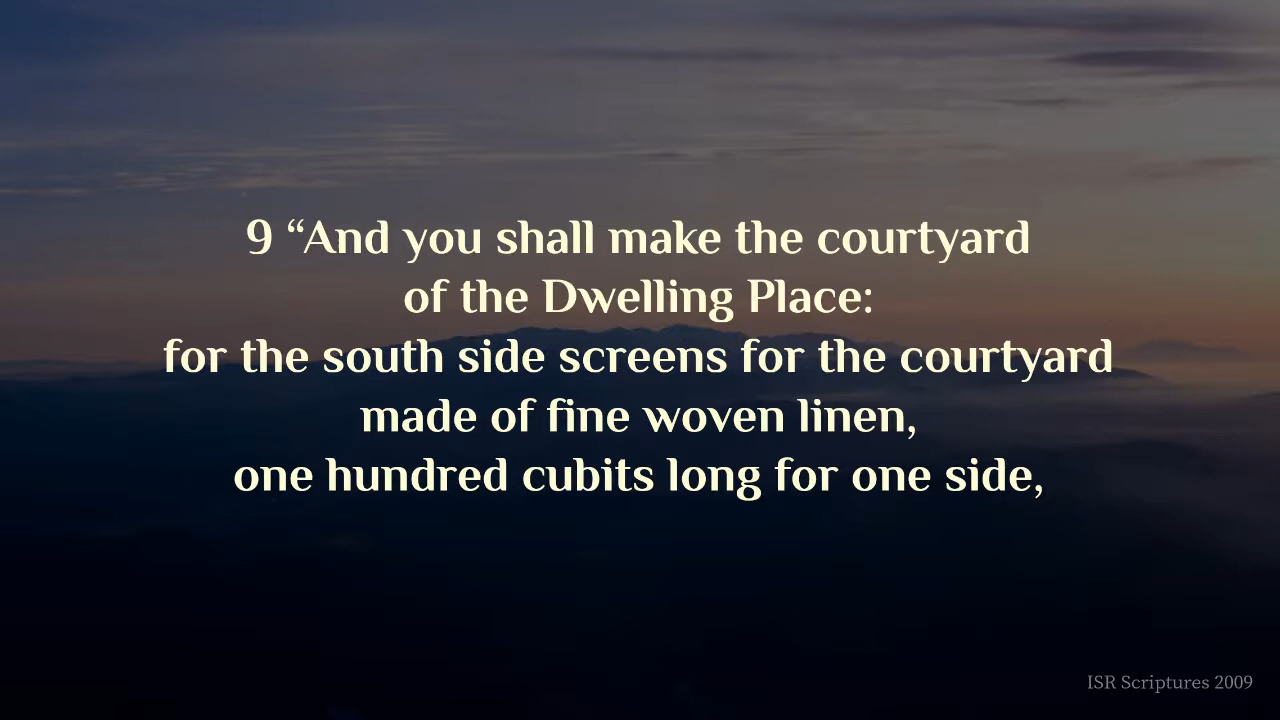 9 “And you shall make the courtyard
of the Dwelling Place:
for the south side screens for the courtyard
made of fine woven linen,
one hundred cubits long for one side,
ISR Scriptures 2009